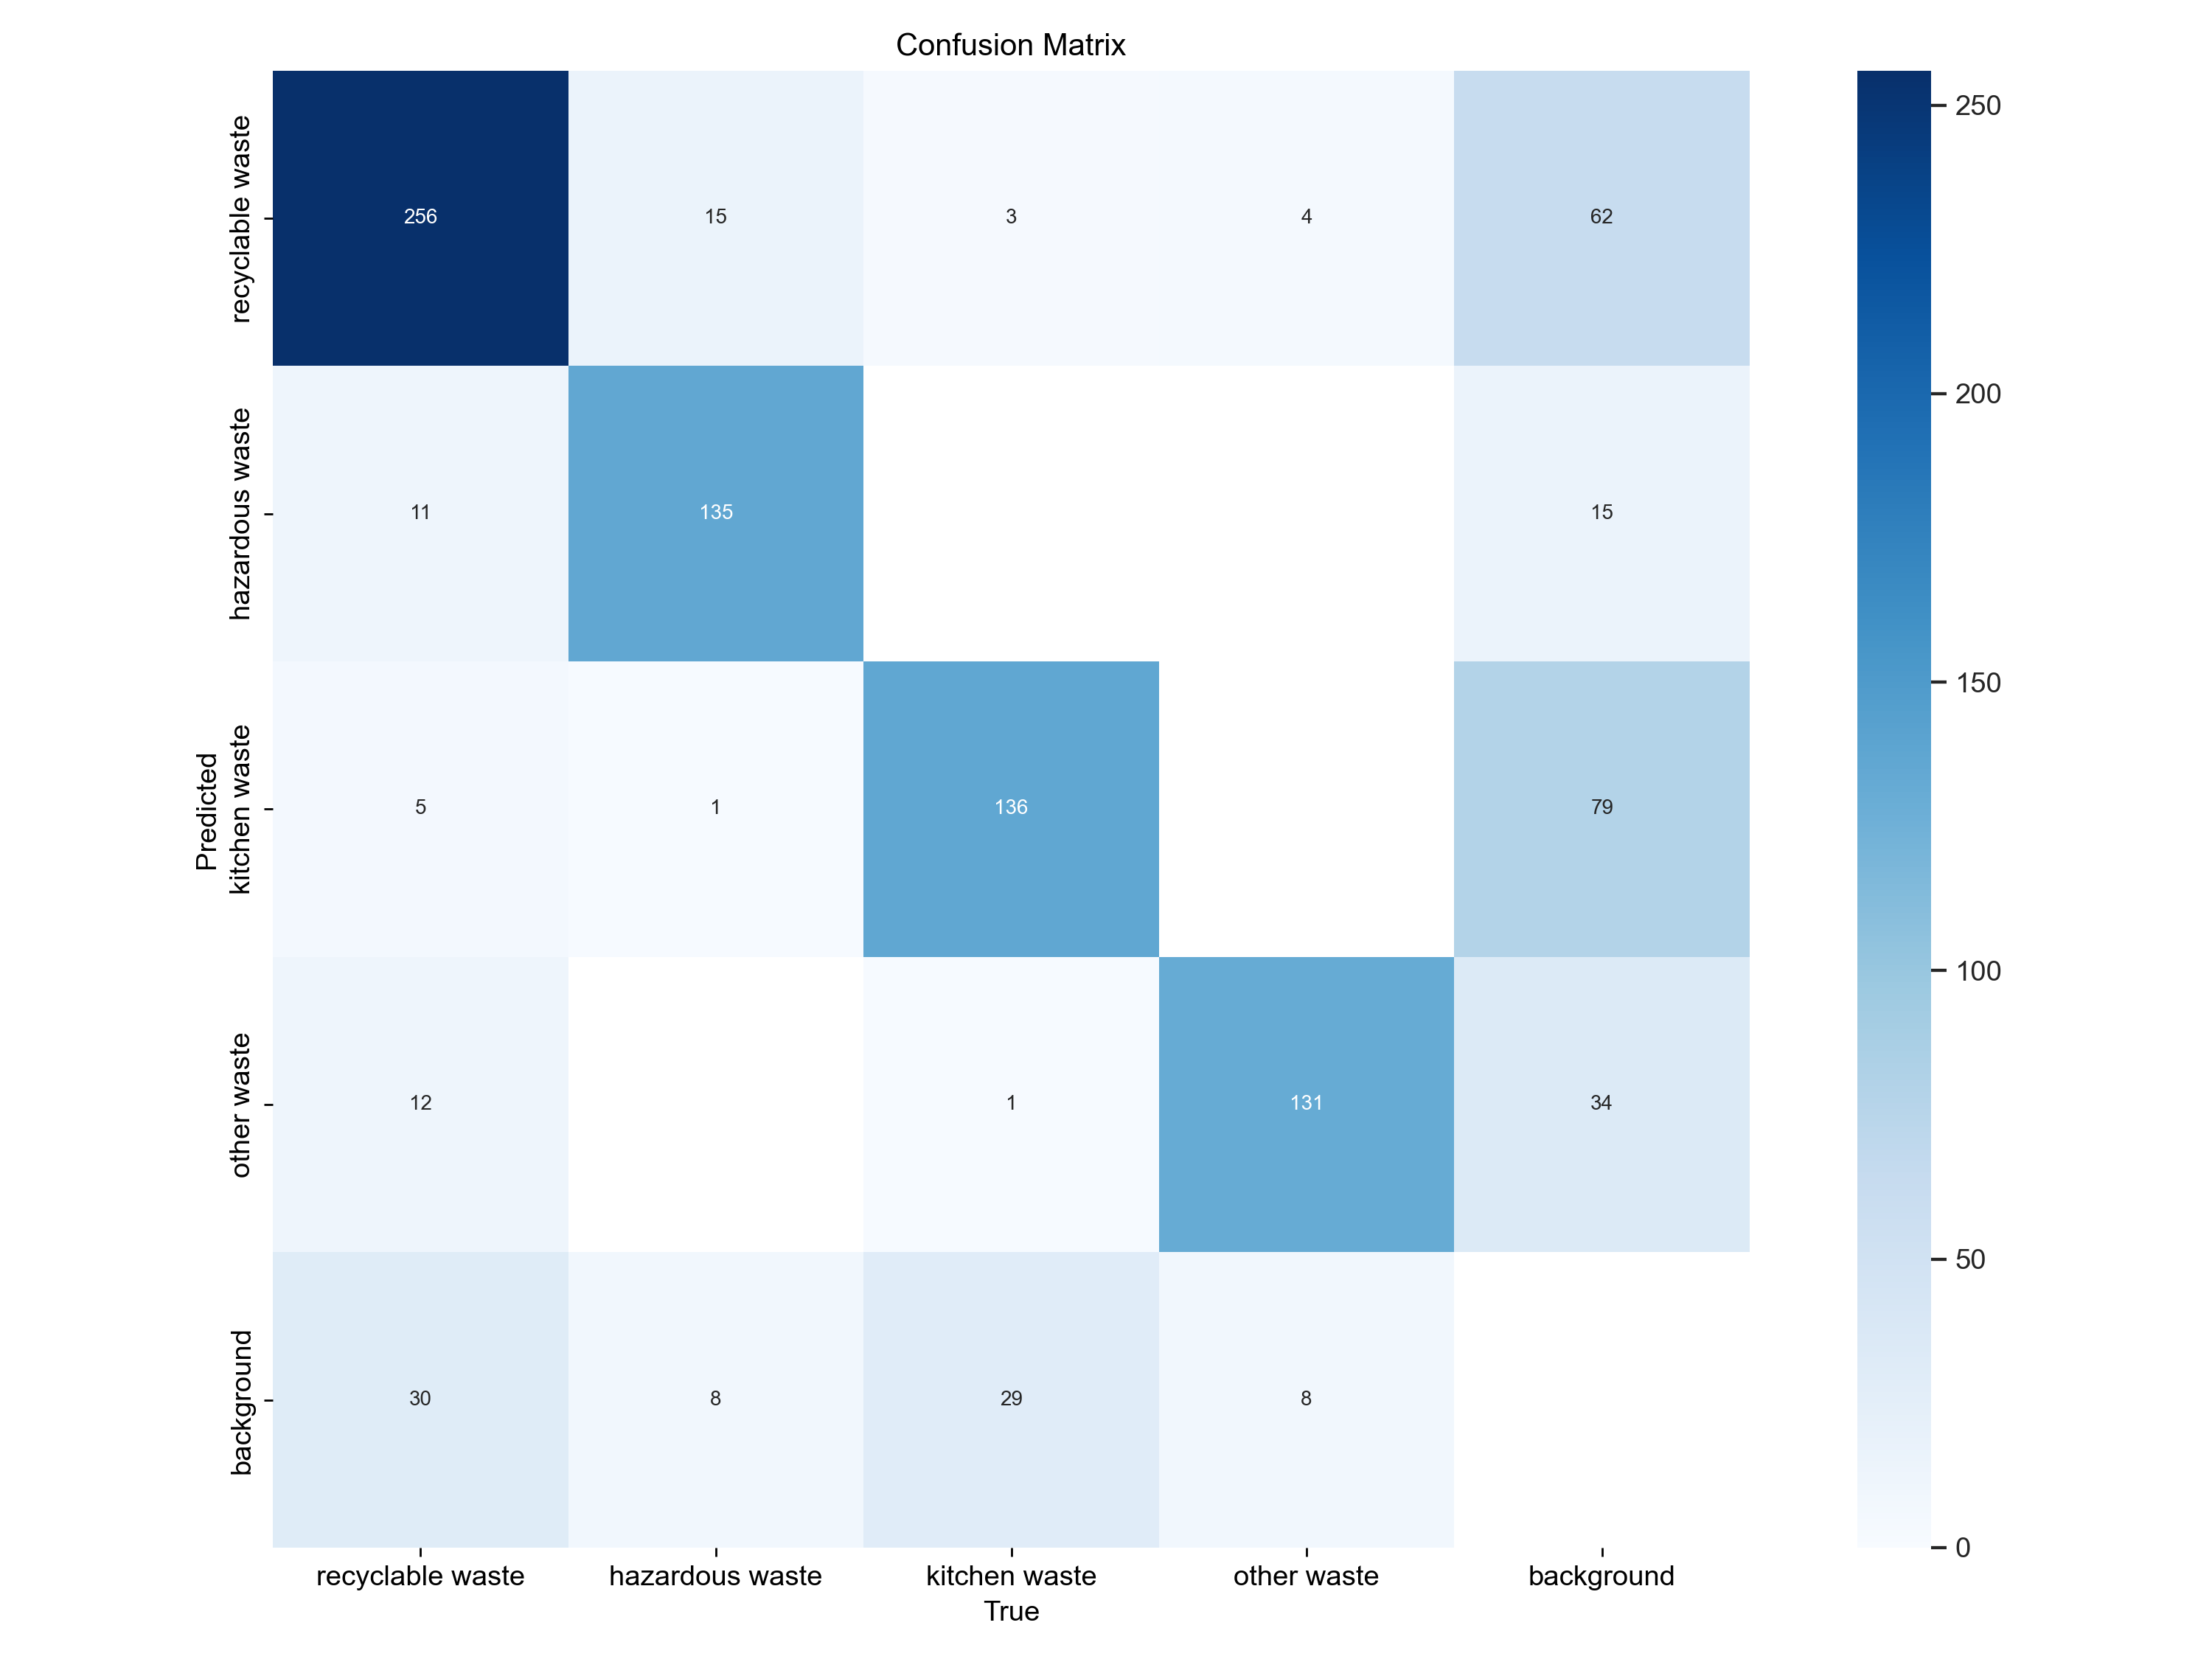 Confusion Matrix
recyclable waste
256 15 3 4 62
hazardous waste
11 135 15
Predicted
kitchen waste
5 1 136 79
other waste
12 1 131 34
background
30 8 29 8
recyclable waste hazardous waste kitchen waste other waste background
True
250
200
150
100
50
0